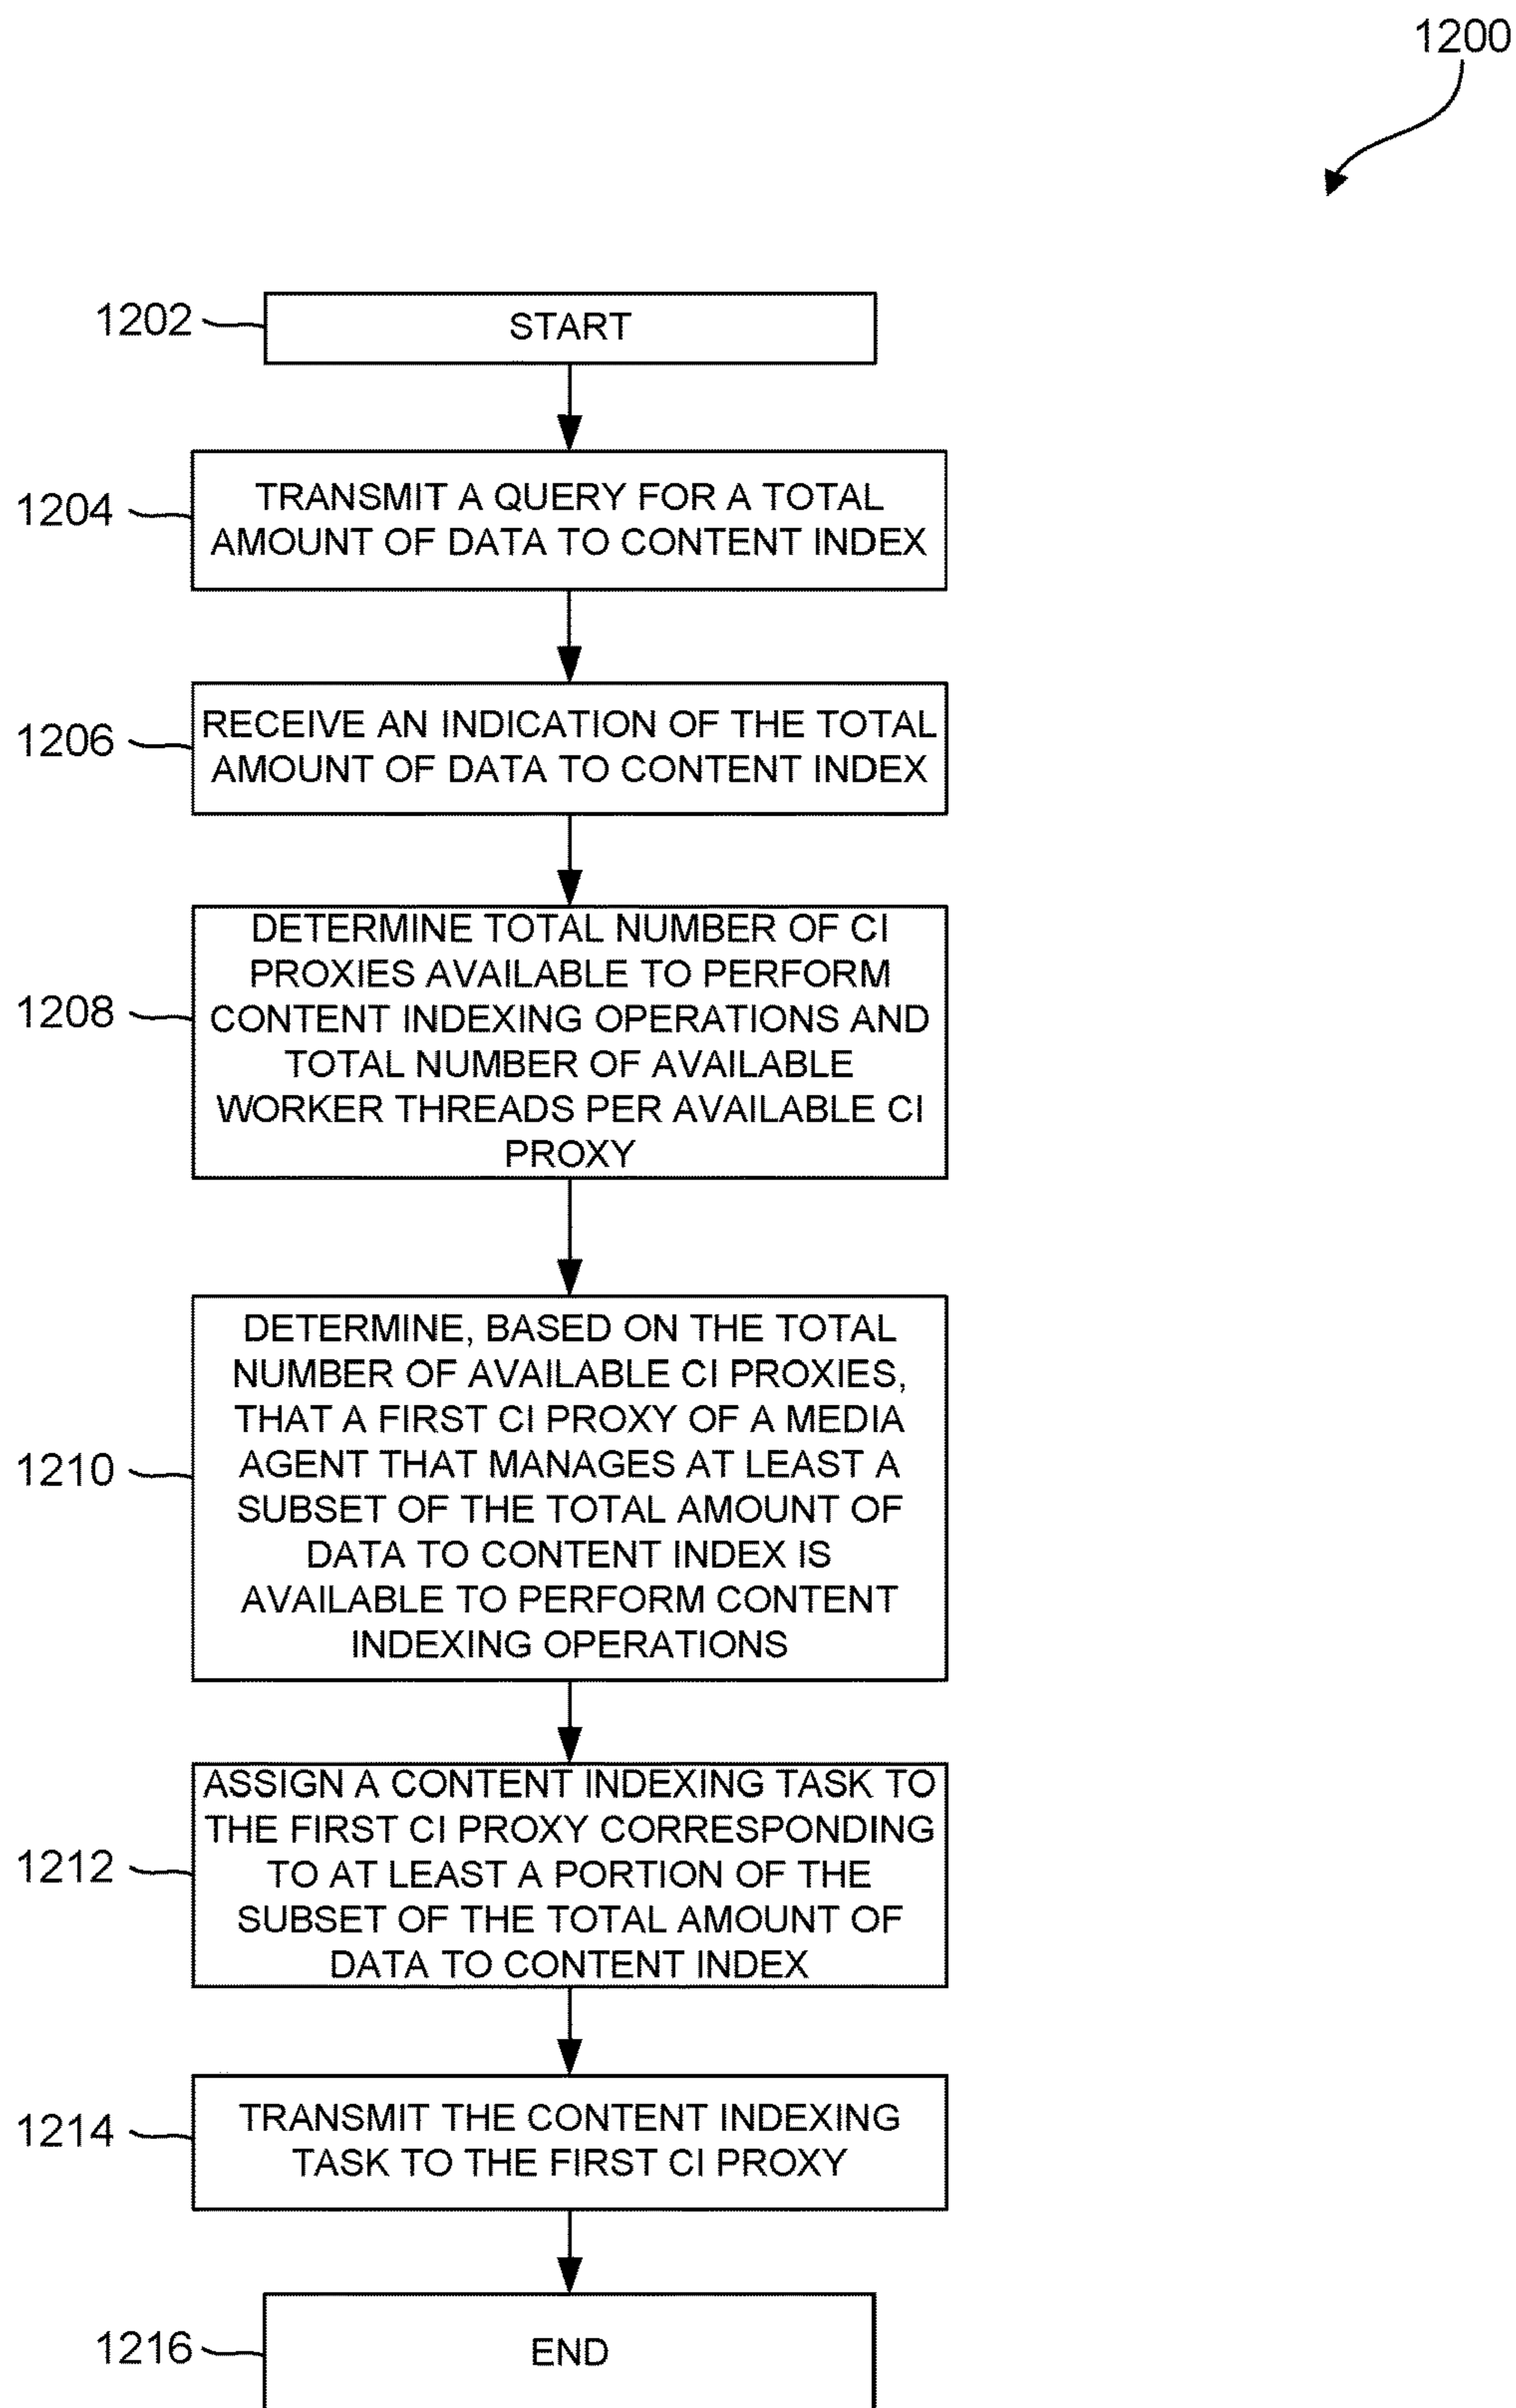 1200
1202
START
1204
TRANSMIT A QUERY FOR A TOTAL
AMOUNT OF DATA TO CONTENT INDEX
1206
RECEIVE AN INDICATION OF THE TOTAL
AMOUNT OF DATA TO CONTENT INDEX
1208
DETERMINE TOTAL NUMBER OF CI
PROXIES AVAILABLE TO PERFORM
CONTENT INDEXING OPERATIONS AND
TOTAL NUMBER OF AVAILABLE
WORKER THREADS PER AVAILABLE CI
PROXY
1210
DETERMINE, BASED ON THE TOTAL
NUMBER OF AVAILABLE CI PROXIES,
THAT A FIRST CI PROXY OF A MEDIA
AGENT THAT MANAGES AT LEAST A
SUBSET OF THE TOTAL AMOUNT OF
DATA TO CONTENT INDEX IS
AVAILABLE TO PERFORM CONTENT
INDEXING OPERATIONS
1212
ASSIGN A CONTENT INDEXING TASK TO
THE FIRST CI PROXY CORRESPONDING
TO AT LEAST A PORTION OF THE
SUBSET OF THE TOTAL AMOUNT OF
DATA TO CONTENT INDEX
1214
TRANSMIT THE CONTENT INDEXING
TASK TO THE FIRST CI PROXY
1216
END